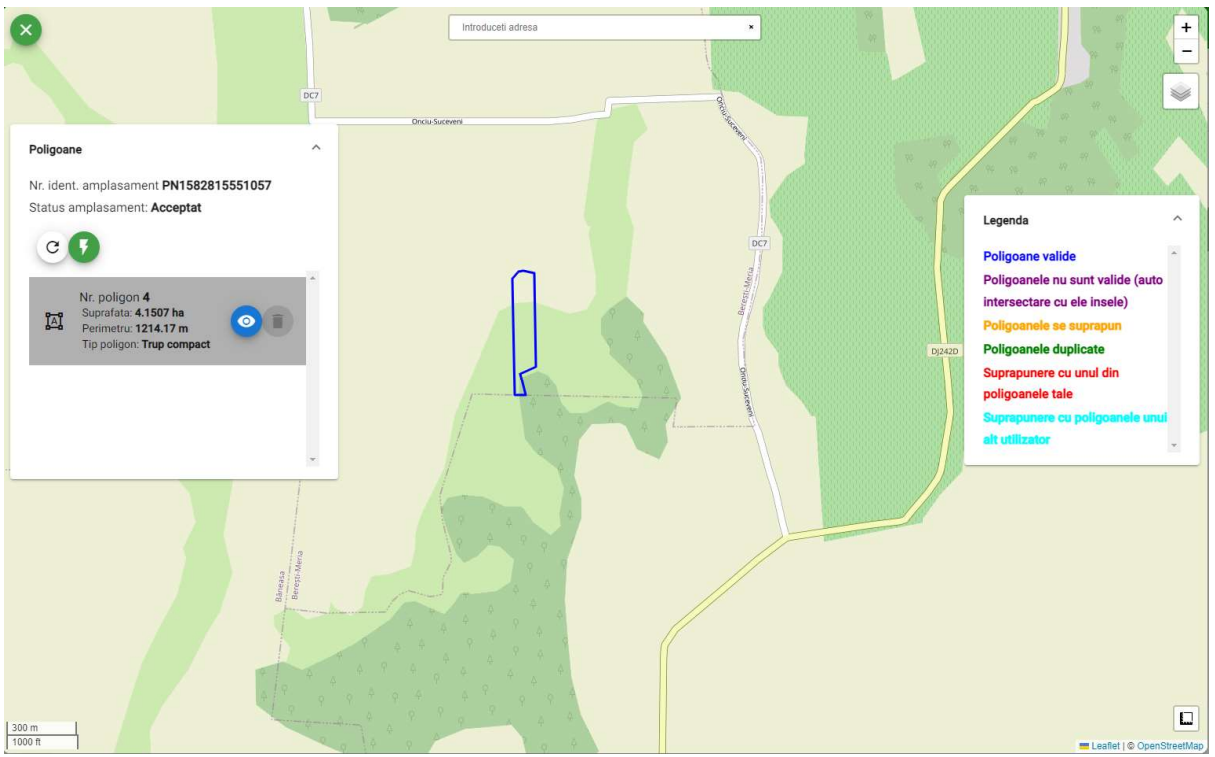 Introduceti adresa
×
+
−
DC7
Onciu-Suceveni
Onciu-Suceveni
Poligoane
Nr. ident. amplasament PN1582815551057
Status amplasament: Acceptat
Nr. poligon 4
Suprafata: 4.1507 ha
Perimetru: 1214.17 m
Tip poligon: Trup compact
DC7
Berești-Meria
Onciu-Suceveni
DJ242D
Legenda
Poligoane valide
Poligoanele nu sunt valide (auto
intersectare cu ele insele)
Poligoanele se suprapun
Poligoanele duplicate
Suprapunere cu unul din
poligoanele tale
Suprapunere cu poligoanele unui
alt utilizator
Băneasa
Berești-Meria
300 m
1000 ft
Leaflet | © OpenStreetMap